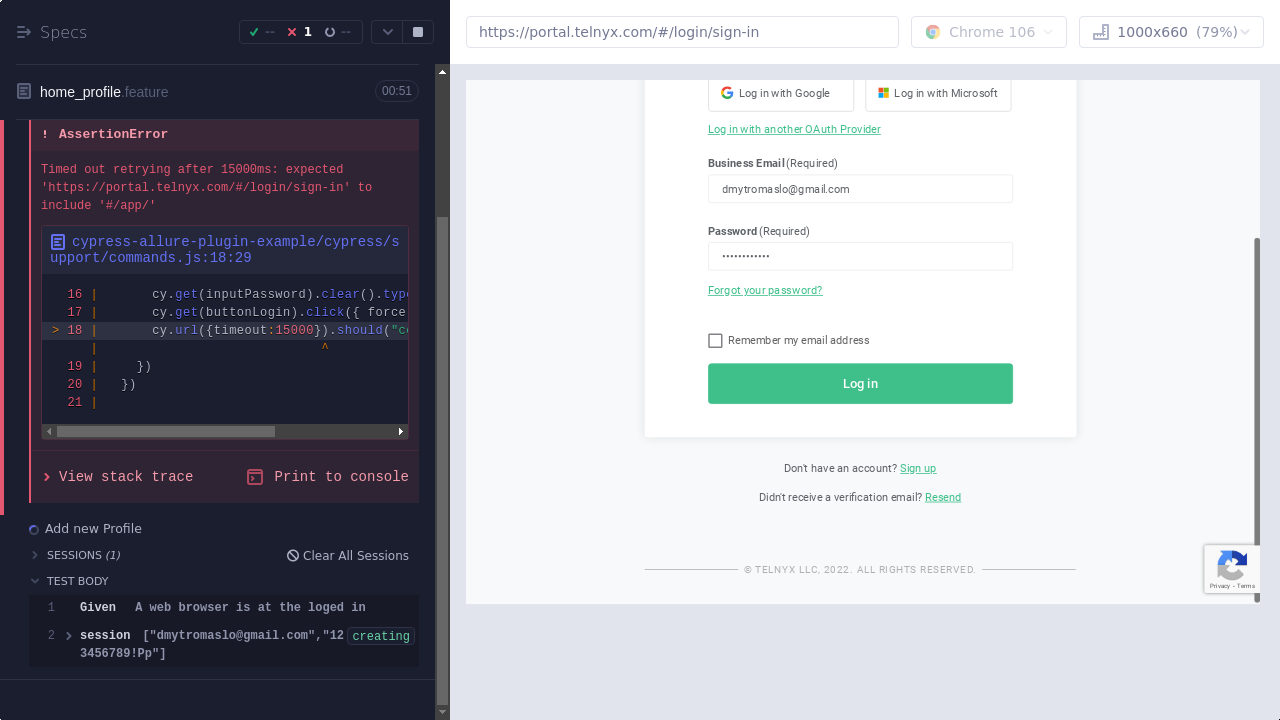 Specs
-- 1 --
home_profile.feature 00:51
! AssertionError
Timed out retrying after 15000ms: expected
'https://portal.telnyx.com/#/login/sign-in' to
include '#/app/'
cypress-allure-plugin-example/cypress/s
upport/commands.js:18:29
16 | cy.get(inputPassword).clear().type
17 | cy.get(buttonLogin).click({ force
> 18 | cy.url({timeout:15000}).should("co
| ^
19 | })
20 | })
21 |
View stack trace Print to console
Add new Profile
SESSIONS (1) Clear All Sessions
TEST BODY
1 Given A web browser is at the loged in
2 session ["dmytromaslo@gmail.com","12 creating
3456789!Pp"]
https://portal.telnyx.com/#/login/sign-in
Chrome 106
1000x660 (79%)
Log in with Google
Log in with Microsoft
Log in with another OAuth Provider
Business Email (Required)
dmytromaslo@gmail.com
Password (Required)
••••••••••••
Forgot your password?
Remember my email address
Log in
Don't have an account? Sign up
Didn't receive a verification email? Resend
© TELNYX LLC, 2022. ALL RIGHTS RESERVED.
Privacy - Terms